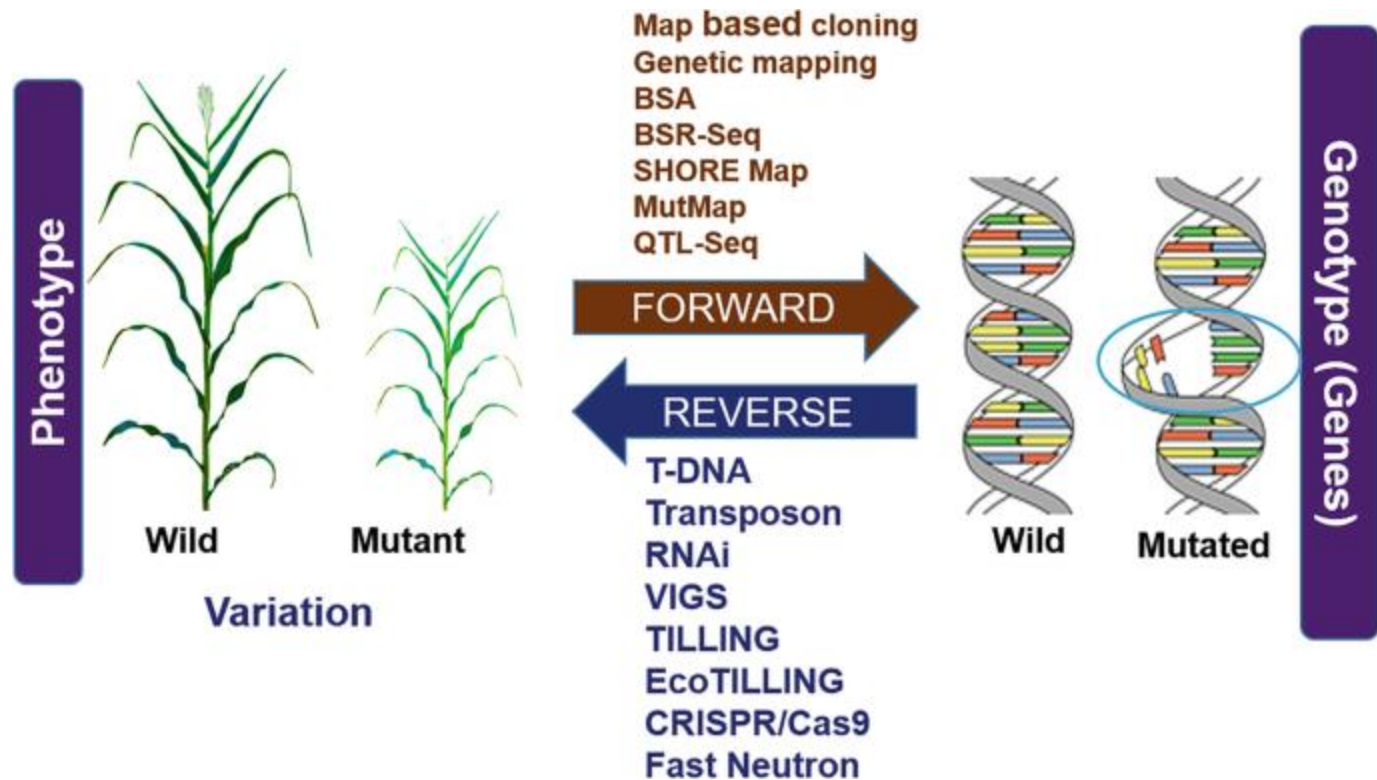 Phenotype
Wild
Mutant
Variation
Map based cloning
Genetic mapping
BSA
BSR-Seq
SHORE Map
MutMap
QTL-Seq
FORWARD
REVERSE
T-DNA
Transposon
RNAi
VIGS
TILLING
EcoTILLING
CRISPR/Cas9
Fast Neutron
Wild
Mutated
Genotype (Genes)